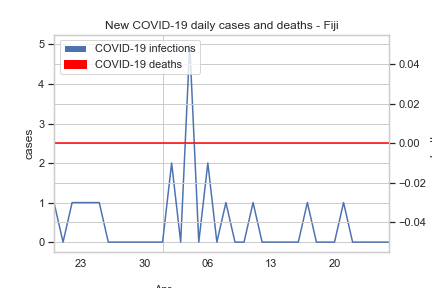 New COVID-19 daily cases and deaths - Fiji
COVID-19 infections
COVID-19 deaths
cases
5
4
3
2
1
0
0.04
0.02
0.00
−0.02
−0.04
23 30 06 13 20